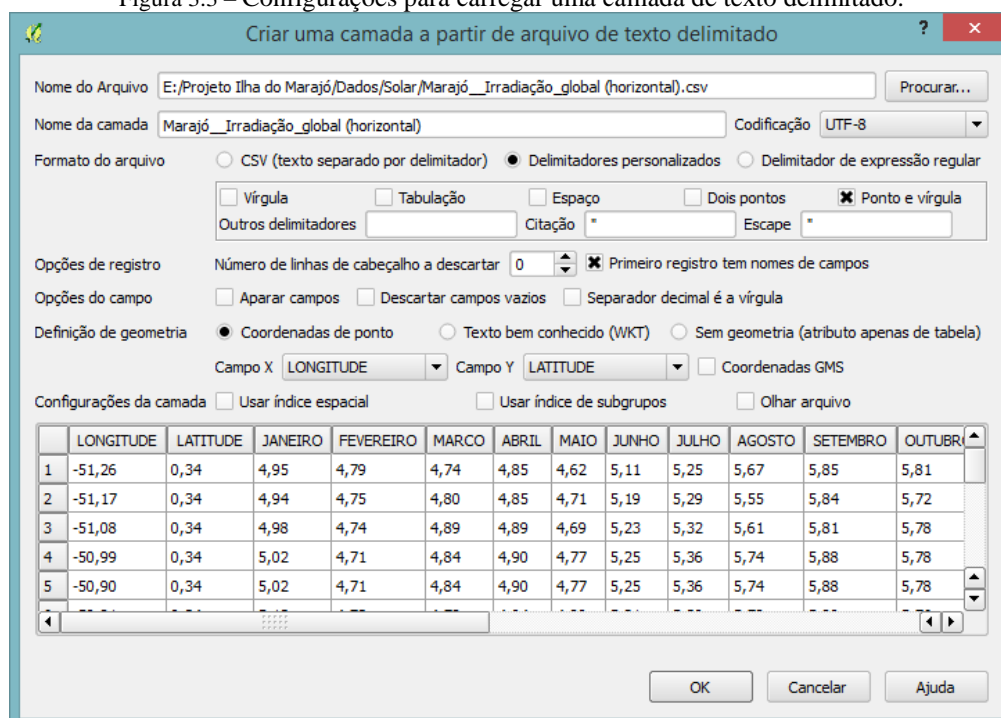 Figura 3.3 – Configurações para carregar uma camada de texto delimitado.
Criar uma camada a partir de arquivo de texto delimitado ? ×
Nome do Arquivo E:/Projeto Ilha do Marajó/Dados/Solar/Marajó__Irradiação_global (horizontal).csv Procurar...
Nome da camada Marajó__Irradiação_global (horizontal) Codificação UTF-8
Formato do arquivo CSV (texto separado por delimitador) Delimitadores personalizados Delimitador de expressão regular
Vírgula Tabulação Espaço Dois pontos Ponto e vírgula
Outros delimitadores Citação " Escape "
Opções de registro Número de linhas de cabeçalho a descartar 0 Primeiro registro tem nomes de campos
Opções do campo Aparar campos Descartar campos vazios Separador decimal é a vírgula
Definição de geometria Coordenadas de ponto Texto bem conhecido (WKT) Sem geometria (atributo apenas de tabela)
Campo X LONGITUDE Campo Y LATITUDE Coordenadas GMS
Configurações da camada Usar índice espacial Usar índice de subgrupos Olhar arquivo
LONGITUDE LATITUDE JANEIRO FEVEREIRO MARCO ABRIL MAIO JUNHO JULHO AGOSTO SETEMBRO OUTUBR
1 -51,26 0,34 4,95 4,79 4,74 4,85 4,62 5,11 5,25 5,67 5,85 5,81
2 -51,17 0,34 4,94 4,75 4,80 4,85 4,71 5,19 5,29 5,55 5,84 5,72
3 -51,08 0,34 4,98 4,74 4,89 4,89 4,69 5,23 5,32 5,61 5,81 5,78
4 -50,99 0,34 5,02 4,71 4,84 4,90 4,77 5,25 5,36 5,74 5,88 5,78
5 -50,90 0,34 5,02 4,71 4,84 4,90 4,77 5,25 5,36 5,74 5,88 5,78
OK Cancelar Ajuda